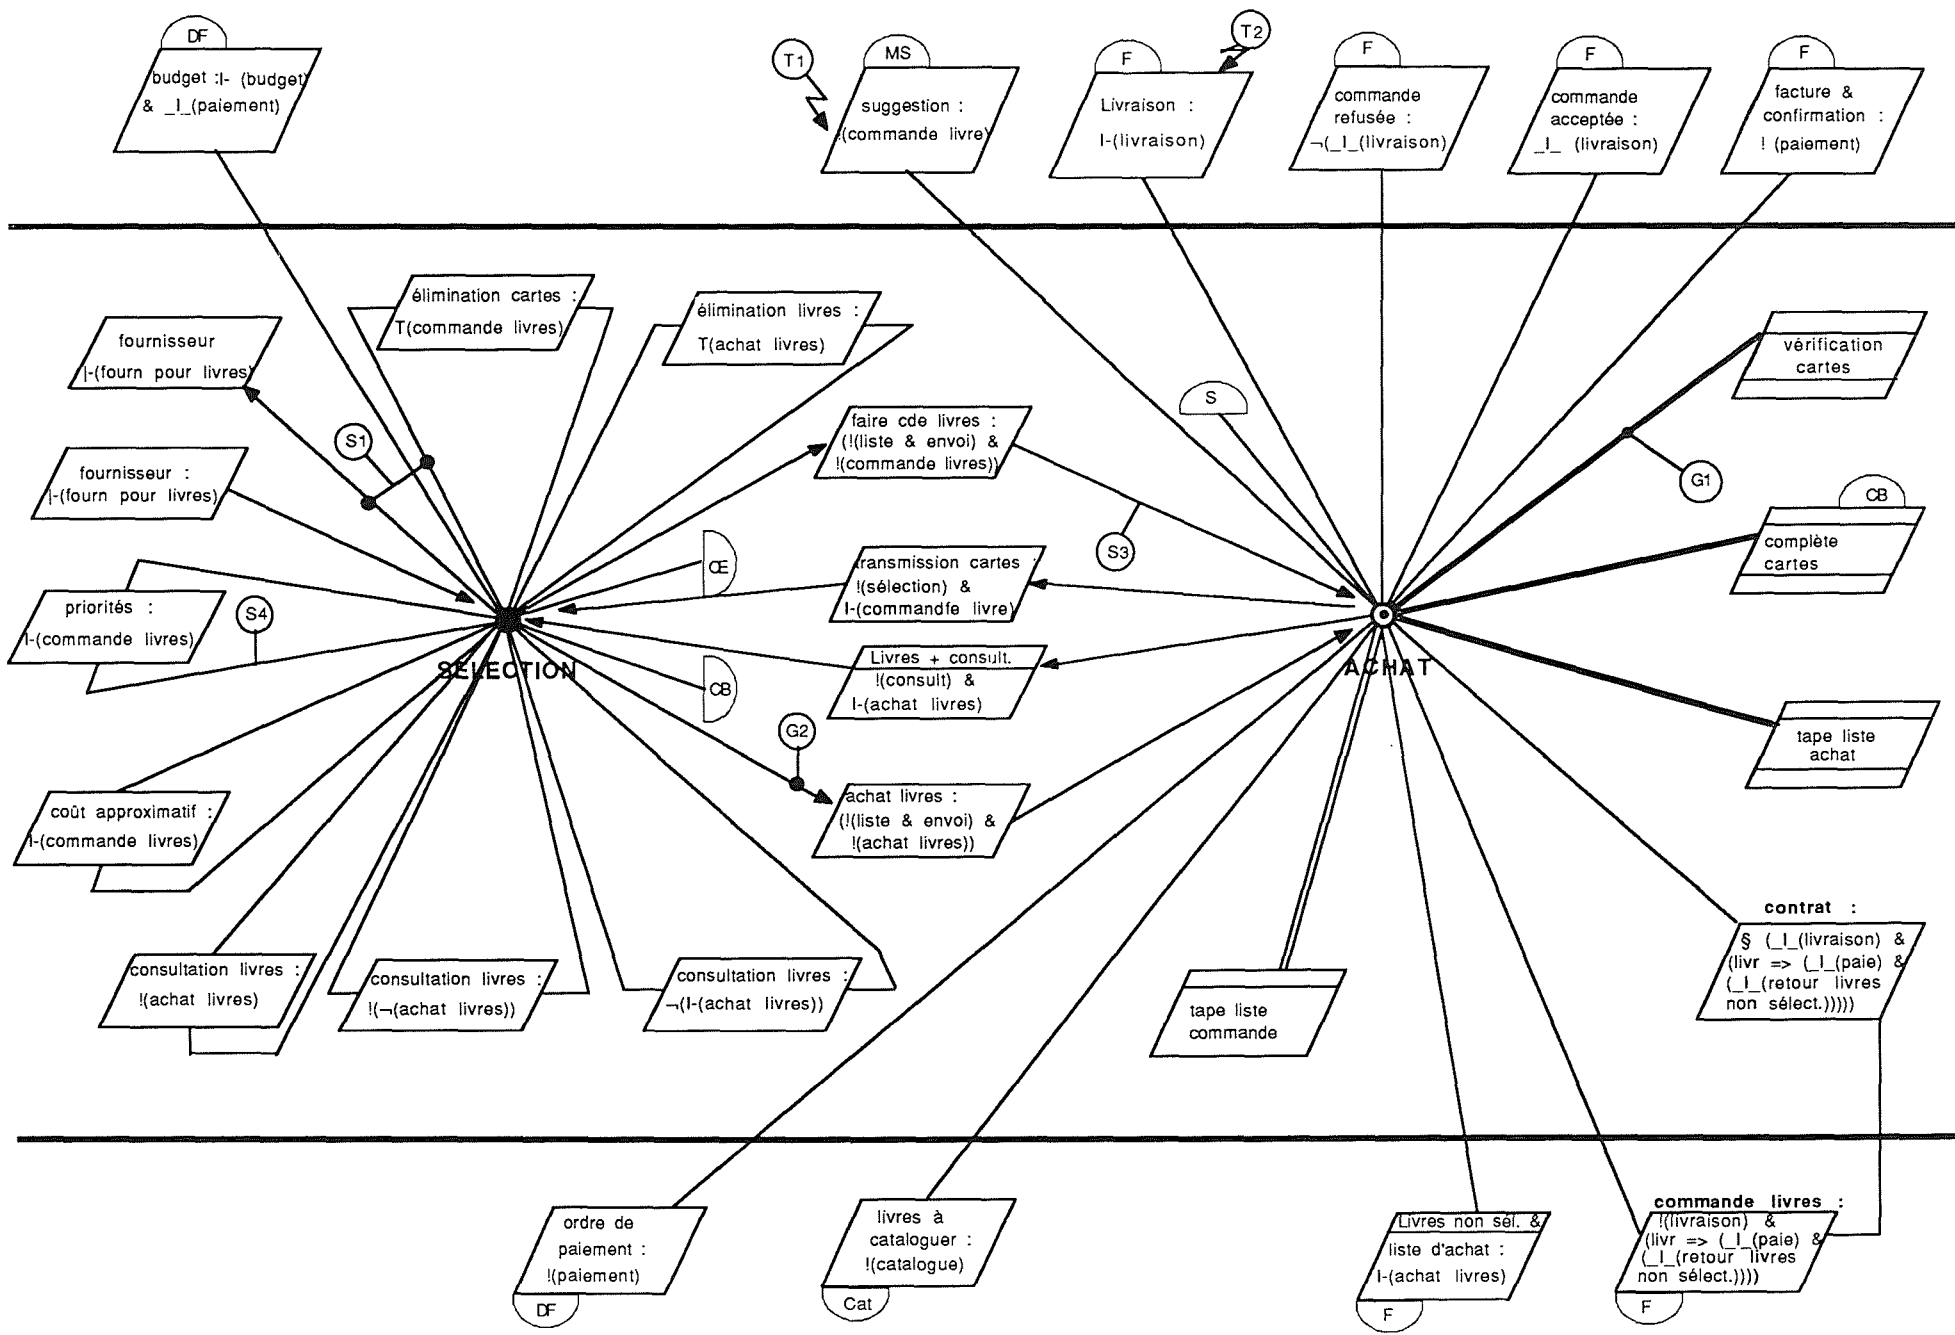 DF
budget :I- (budget)
& _I_(paiement)
T1
MS
suggestion :
!(commande livre)
F
T2
Livraison :
I-(livraison)
F
commande
refusée :
¬(_I_(livraison)
F
commande
acceptée :
_I_ (livraison)
F
facture &
confirmation :
! (paiement)
élimination cartes :
T(commande livres)
élimination livres :
T(achat livres)
fournisseur
|-(fourn pour livres)
vérification
cartes
S
S1
faire cde livres :
(!(liste & envoi) &
!(commande livres))
fournisseur :
|-(fourn pour livres)
G1
CB
complète
cartes
S3
Œ
transmission cartes :
!(sélection) &
I-(commandfe livre)
priorités :
I-(commande livres)
S4
SELECTION
ACHAT
Livres + consult.
!(consult) &
I-(achat livres)
CB
G2
tape liste
achat
coût approximatif :
I-(commande livres)
achat livres :
(!(liste & envoi) &
!(achat livres))
contrat :
§ (_I_(livraison) &
(livr => (_I_(paie) &
(_I_(retour livres
non sélect.)))))
consultation livres :
!(achat livres)
consultation livres :
!(¬(achat livres))
consultation livres :
¬(I-(achat livres))
tape liste
commande
ordre de
paiement :
!(paiement)
DF
livres à
cataloguer :
!(catalogue)
Cat
Livres non sél. &
liste d'achat :
I-(achat livres)
F
commande livres :
!(livraison) &
(livr => (_I_(paie) &
(_I_(retour livres
non sélect.))))
F